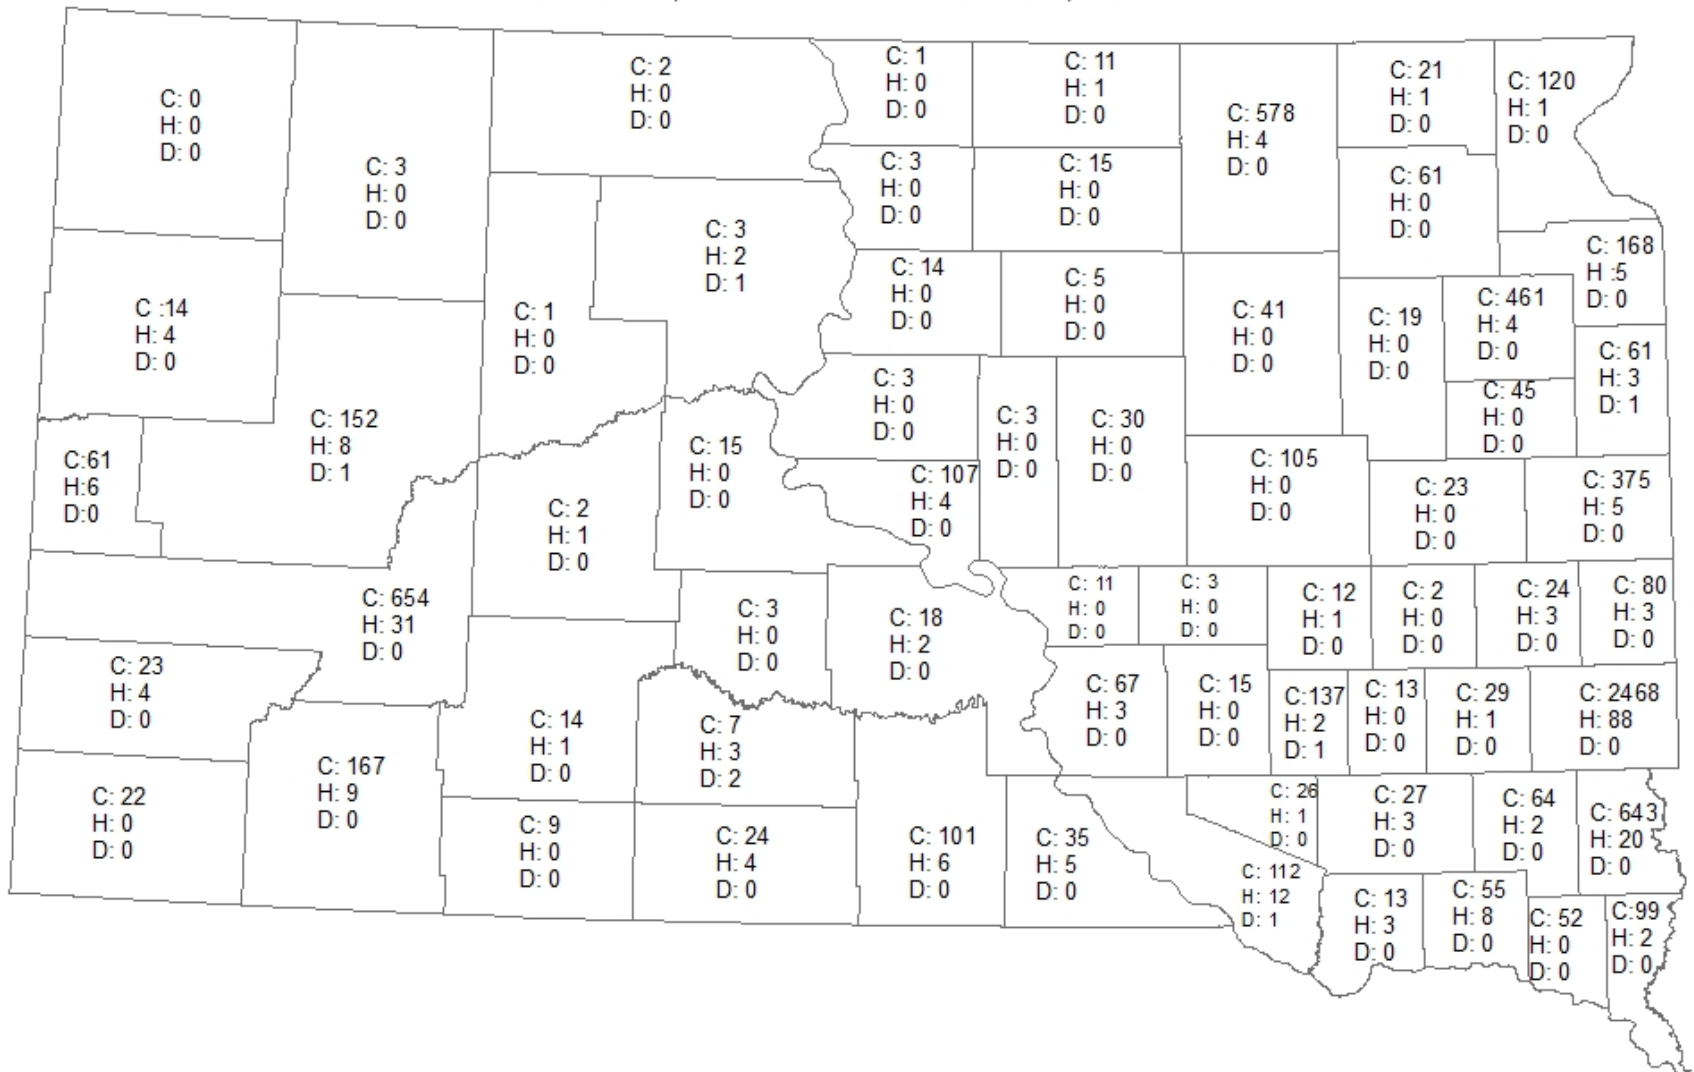 C: 0
H: 0
D: 0
C: 3
H: 0
D: 0
C: 2
H: 0
D: 0
C: 1
H: 0
D: 0
C: 11
H: 1
D: 0
C: 578
H: 4
D: 0
C: 21
H: 1
D: 0
C: 120
H: 1
D: 0
C: 3
H: 0
D: 0
C: 15
H: 0
D: 0
C: 61
H: 0
D: 0
C: 168
H :5
D: 0
C :14
H: 4
D: 0
C: 1
H: 0
D: 0
C: 3
H: 2
D: 1
C: 14
H: 0
D: 0
C: 5
H: 0
D: 0
C: 41
H: 0
D: 0
C: 19
H: 0
D: 0
C: 461
H: 4
D: 0
C: 61
H: 3
D: 1
C: 45
H: 0
D: 0
C:61
H:6
D:0
C: 152
H: 8
D: 1
C: 15
H: 0
D: 0
C: 3
H: 0
D: 0
C: 3
H: 0
D: 0
C: 30
H: 0
D: 0
C: 107
H: 4
D: 0
C: 105
H: 0
D: 0
C: 23
H: 0
D: 0
C: 375
H: 5
D: 0
C: 2
H: 1
D: 0
C: 654
H: 31
D: 0
C: 3
H: 0
D: 0
C: 18
H: 2
D: 0
C: 11
H: 0
D: 0
C: 3
H: 0
D: 0
C: 12
H: 1
D: 0
C: 2
H: 0
D: 0
C: 24
H: 3
D: 0
C: 80
H: 3
D: 0
C: 23
H: 4
D: 0
C: 14
H: 1
D: 0
C: 7
H: 3
D: 2
C: 67
H: 3
D: 0
C: 15
H: 0
D: 0
C:137
H: 2
D: 1
C: 13
H: 0
D: 0
C: 29
H: 1
D: 0
C: 2468
H: 88
D: 0
C: 22
H: 0
D: 0
C: 167
H: 9
D: 0
C: 9
H: 0
D: 0
C: 24
H: 4
D: 0
C: 101
H: 6
D: 0
C: 35
H: 5
D: 0
C: 26
H: 1
D: 0
C: 27
H: 3
D: 0
C: 64
H: 2
D: 0
C: 643
H: 20
D: 0
C: 112
H: 12
D: 1
C: 13
H: 3
D: 0
C: 55
H: 8
D: 0
C: 52
H: 0
D: 0
C:99
H: 2
D: 0